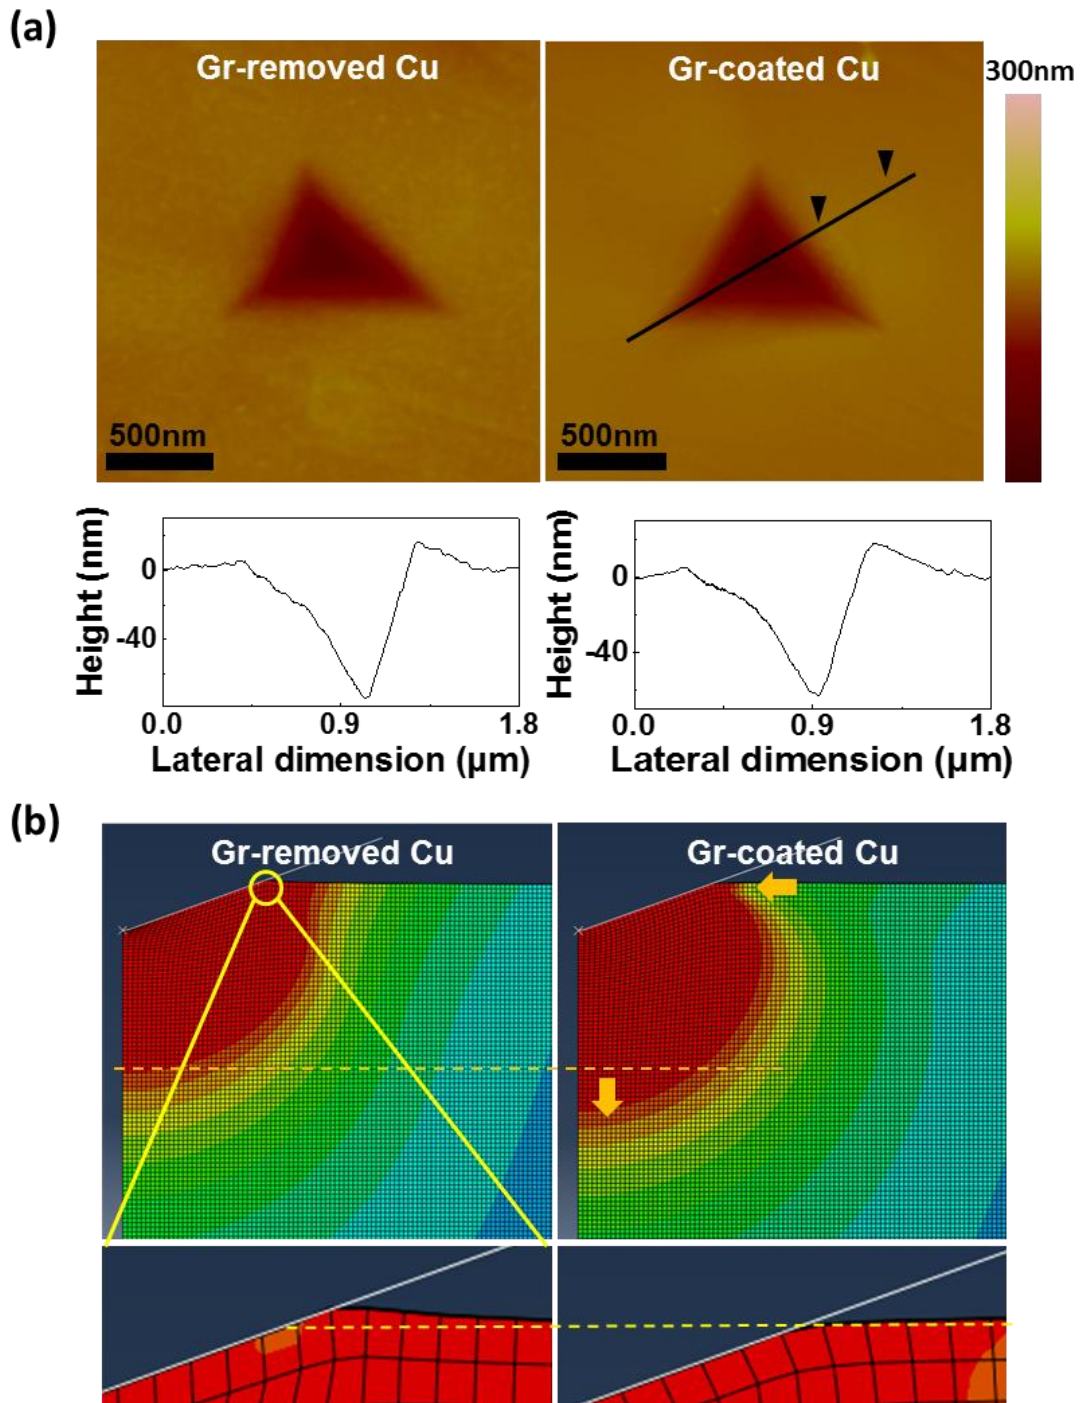 (a)
Gr-removed Cu
Gr-coated Cu
300nm
500nm
500nm
Height (nm)
0
-40
0.0
0.9
1.8
Lateral dimension (μm)
Height (nm)
0
-40
0.0
0.9
1.8
Lateral dimension (μm)
(b)
Gr-removed Cu
Gr-coated Cu